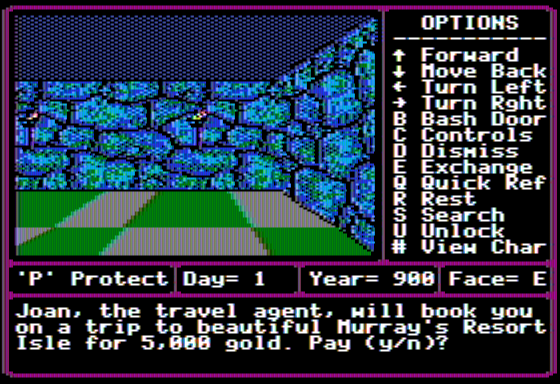 OPTIONS
------------
↑ Forward
↓ Move Back
← Turn Left
→ Turn Rght
B Bash Door
C Controls
D Dismiss
E Exchange
Q Quick Ref
R Rest
S Search
U Unlock
# View Char
'P' Protect Day= 1 Year= 900 Face= E
Joan, the travel agent, will book you
on a trip to beautiful Murray's Resort
Isle for 5,000 gold. Pay (y/n)?